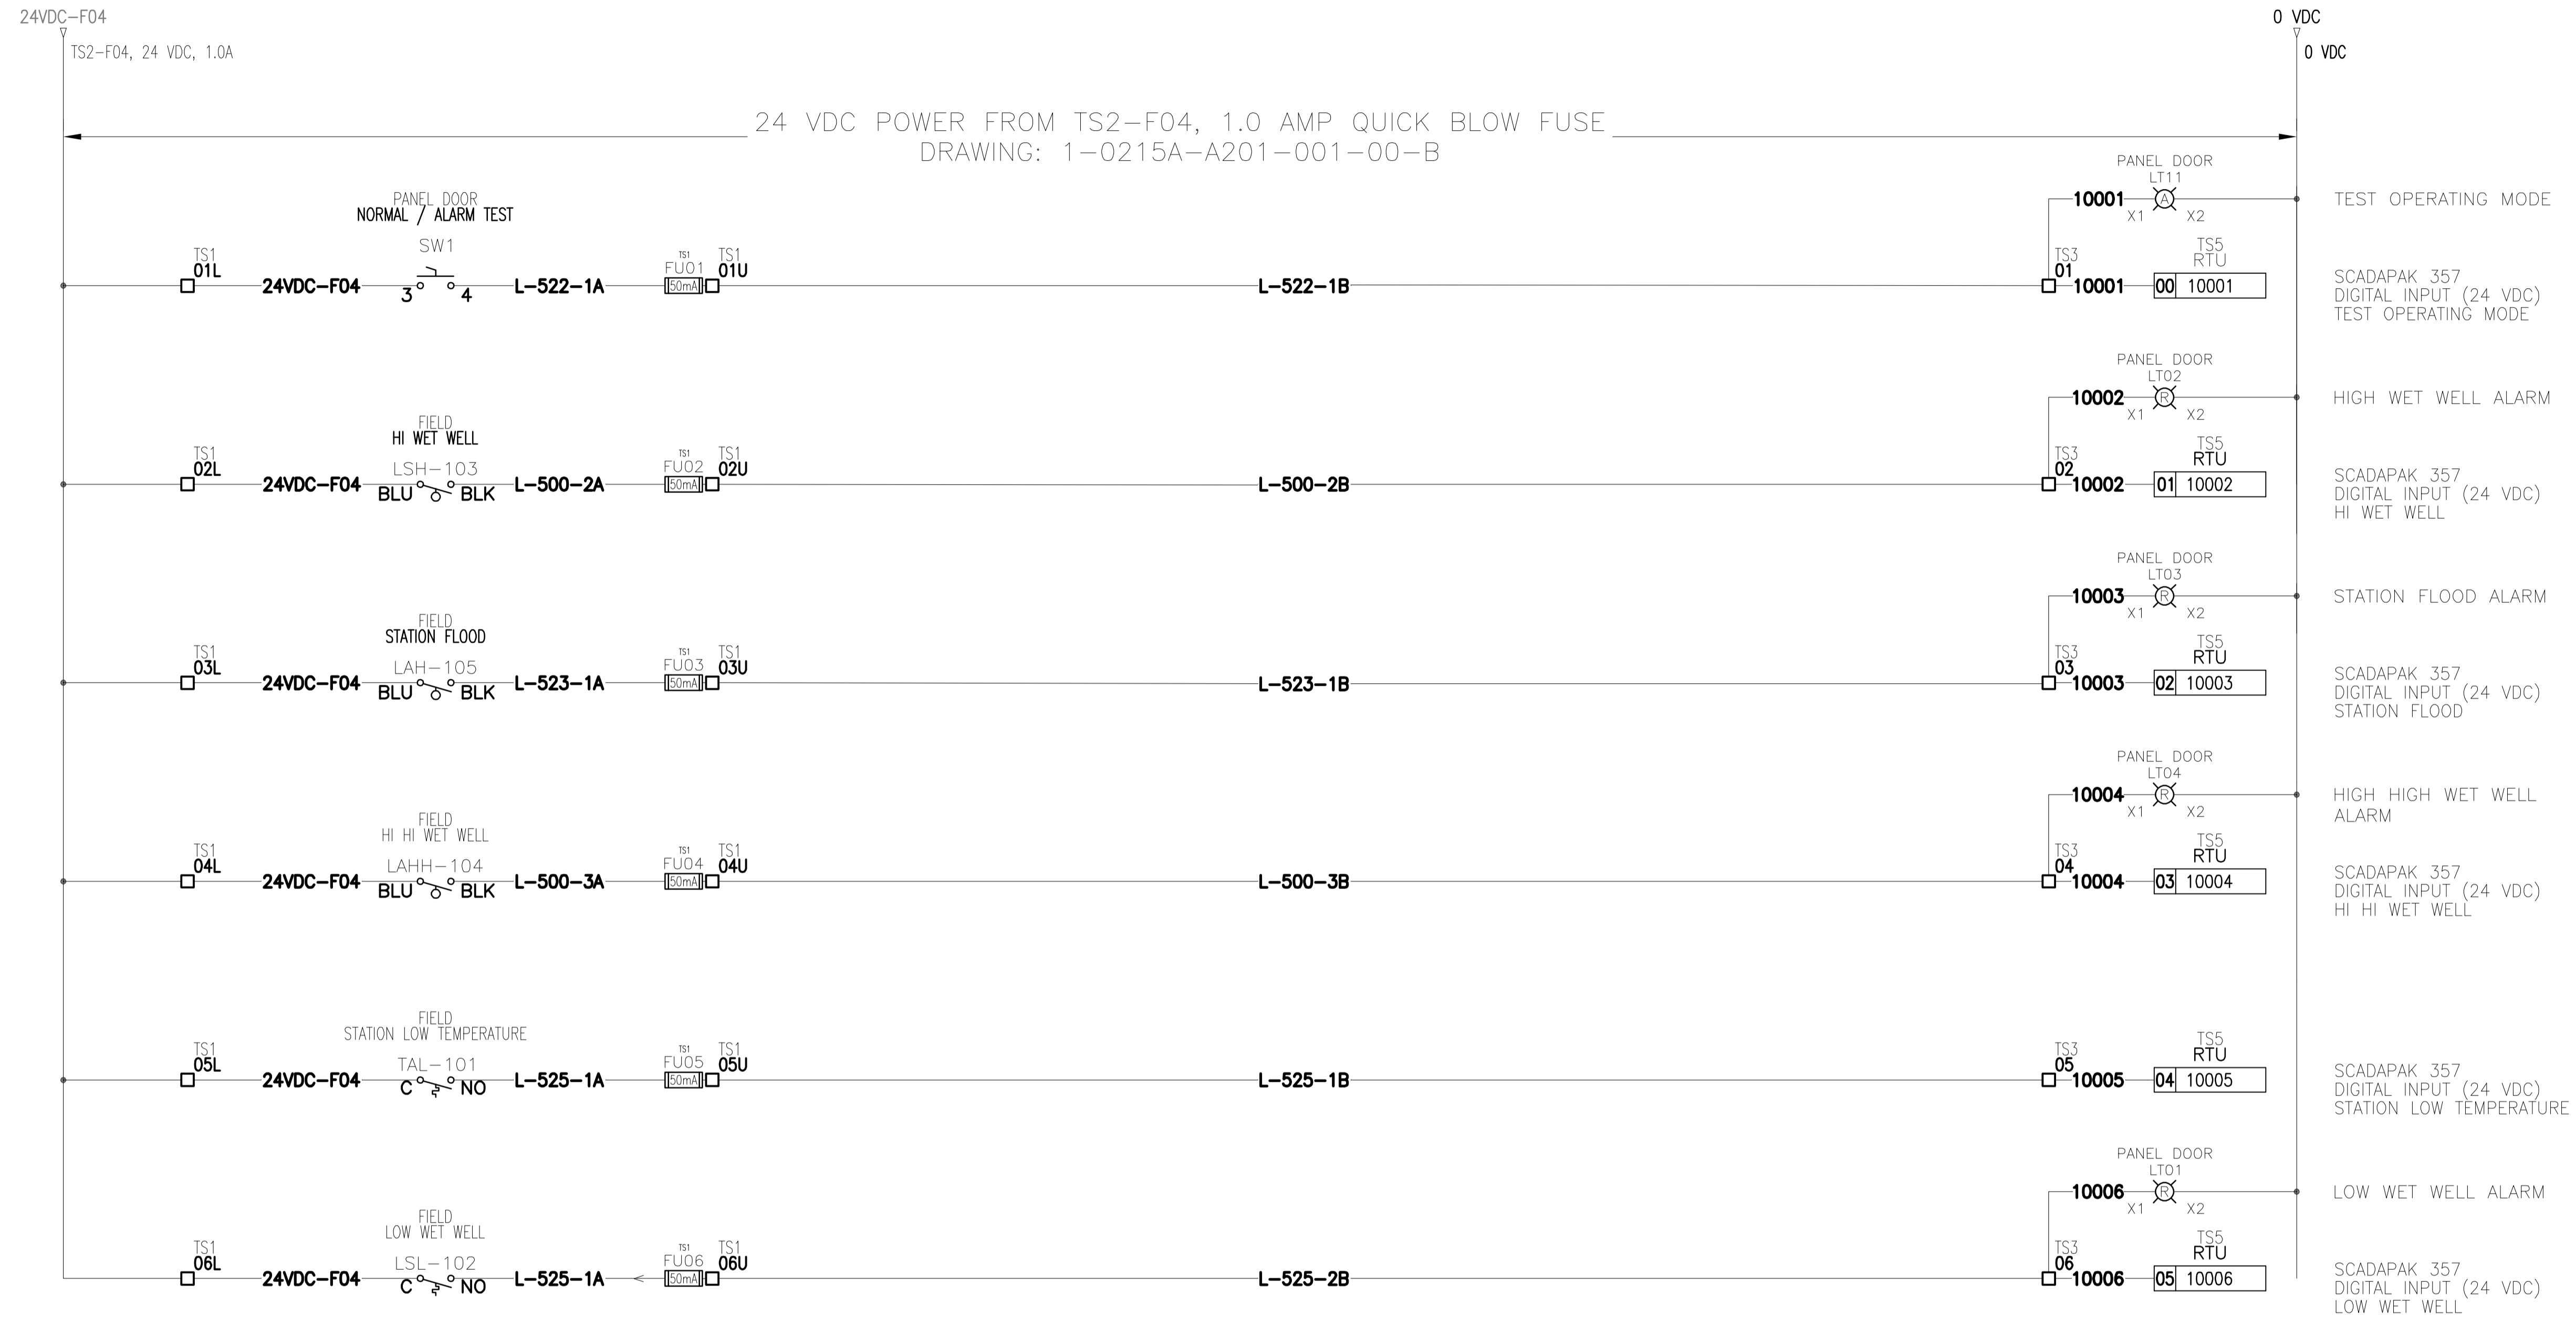 24VDC-F04
0 VDC
TS2-F04, 24 VDC, 1.0A
0 VDC
24 VDC POWER FROM TS2-F04, 1.0 AMP QUICK BLOW FUSE
DRAWING: 1-0215A-A201-001-00-B
PANEL DOOR
LT11
10001 A TEST OPERATING MODE
X1 X2
PANEL DOOR
NORMAL / ALARM TEST
SW1
TS1 TS1 TS1 TS3 TS5
01L FU01 01U 01 RTU
24VDC-F04 3 4 L-522-1A 50mA L-522-1B 10001 00 10001
SCADAPAK 357
DIGITAL INPUT (24 VDC)
TEST OPERATING MODE
PANEL DOOR
LT02
10002 R HIGH WET WELL ALARM
X1 X2
FIELD
HI WET WELL
LSH-103
TS1 TS1 TS1 TS3 TS5
02L FU02 02U 02 RTU
24VDC-F04 BLU BLK L-500-2A 50mA L-500-2B 10002 01 10002
SCADAPAK 357
DIGITAL INPUT (24 VDC)
HI WET WELL
PANEL DOOR
LT03
10003 R STATION FLOOD ALARM
X1 X2
FIELD
STATION FLOOD
LAH-105
TS1 TS1 TS1 TS3 TS5
03L FU03 03U 03 RTU
24VDC-F04 BLU BLK L-523-1A 50mA L-523-1B 10003 02 10003
SCADAPAK 357
DIGITAL INPUT (24 VDC)
STATION FLOOD
PANEL DOOR
LT04
10004 R HIGH HIGH WET WELL
ALARM
X1 X2
FIELD
HI HI WET WELL
LAHH-104
TS1 TS1 TS1 TS3 TS5
04L FU04 04U 04 RTU
24VDC-F04 BLU BLK L-500-3A 50mA L-500-3B 10004 03 10004
SCADAPAK 357
DIGITAL INPUT (24 VDC)
HI HI WET WELL
FIELD
STATION LOW TEMPERATURE
TAL-101
TS1 TS1 TS1 TS3 TS5
05L FU05 05U 05 RTU
24VDC-F04 C NO L-525-1A 50mA L-525-1B 10005 04 10005
SCADAPAK 357
DIGITAL INPUT (24 VDC)
STATION LOW TEMPERATURE
PANEL DOOR
LT01
10006 R LOW WET WELL ALARM
X1 X2
FIELD
LOW WET WELL
LSL-102
TS1 TS1 TS1 TS3 TS5
06L FU06 06U 06 RTU
24VDC-F04 C NO L-525-1A 50mA L-525-2B 10006 05 10006
SCADAPAK 357
DIGITAL INPUT (24 VDC)
LOW WET WELL